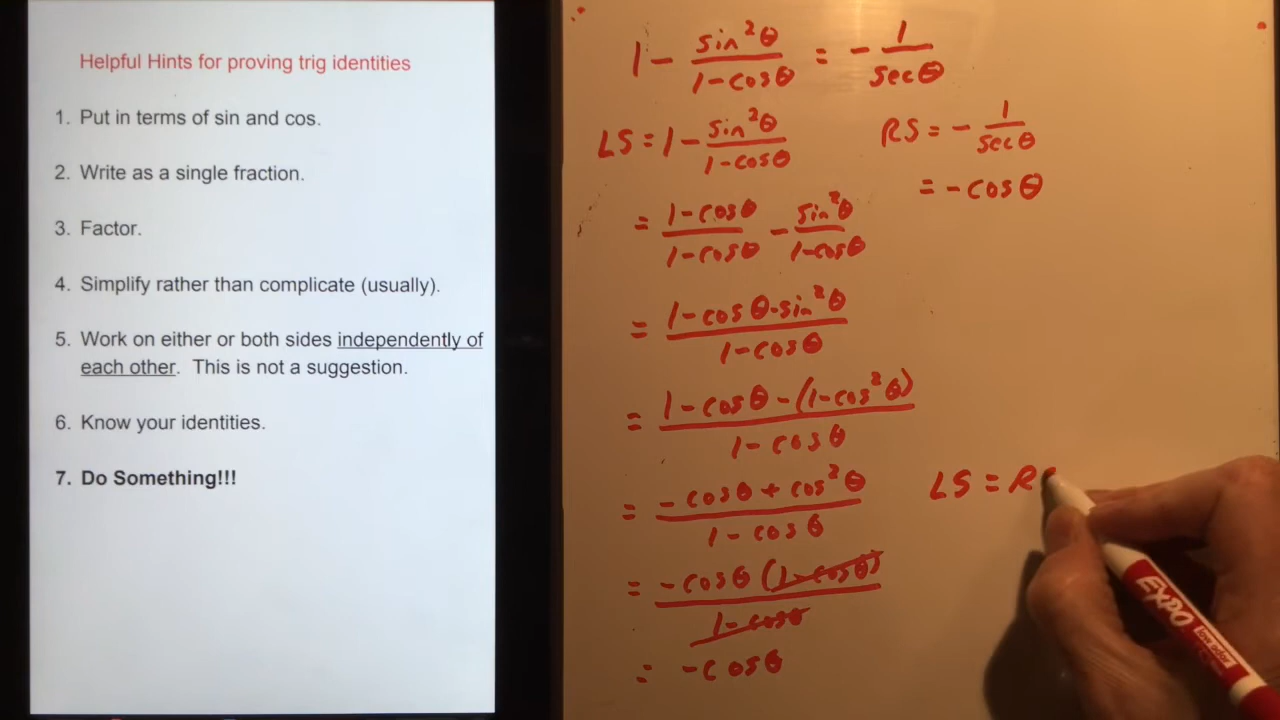 Helpful Hints for proving trig identities
1. Put in terms of sin and cos.
2. Write as a single fraction.
3. Factor.
4. Simplify rather than complicate (usually).
5. Work on either or both sides independently of
each other. This is not a suggestion.
6. Know your identities.
7. Do Something!!!
1 - sin²θ/(1-cosθ) = - 1/secθ
LS = 1 - sin²θ/(1-cosθ)
= (1-cosθ)/(1-cosθ) - sin²θ/(1-cosθ)
= (1-cosθ-sin²θ)/(1-cosθ)
= (1-cosθ-(1-cos²θ))/(1-cosθ)
= (-cosθ+cos²θ)/(1-cosθ)
= -cosθ(1-cosθ)/(1-cosθ)
= -cosθ
RS = - 1/secθ
= -cosθ
LS = RS
EXPO
low odor